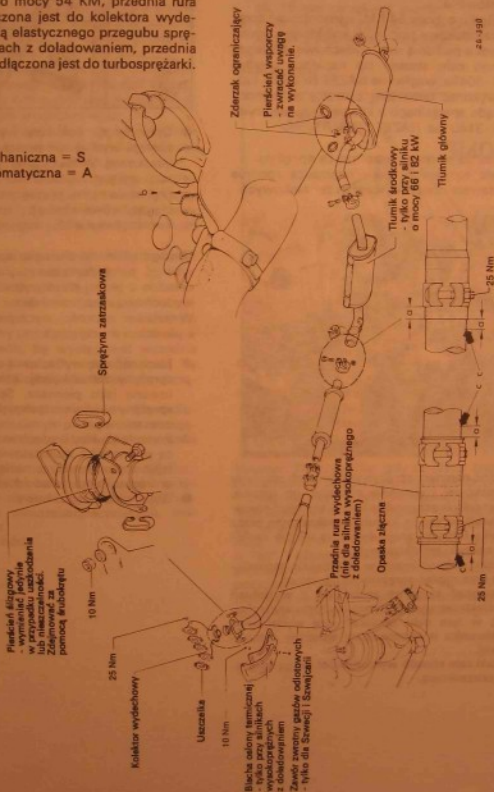 o mocy 54 KM, przednia rura
czona jest do kolektora wyde-
ą elastycznego przegubu sprę-
ach z doładowaniem, przednia
dłączona jest do turbosprężarki.
haniczna = S
omatyczna = A
Pierścień ślizgowy
- wymieniać jedynie
w przypadku uszkodzenia
lub nieszczelności.
Zdejmować za
pomocą śrubokrętu
Sprężyna zatrzaskowa
10 Nm
25 Nm
Kolektor wydechowy
Uszczelka
10 Nm
Blacha osłony termicznej
- tylko przy silnikach
wysokoprężnych
z doładowaniem
Zawór zwrotny gazów odlotowych
- tylko dla Szwecji i Szwajcarii
Przednia rura wydechowa
(nie dla silnika wysokoprężnego
z doładowaniem)
Opaska złączna
25 Nm
a
a
c
c
a
a
25 Nm
b
Zderzak ograniczający
Pierścień wsporczy
- zwracać uwagę
na wykonanie.
Tłumik środkowy
- tylko przy silniku
o mocy 66 i 82 kW
Tłumik główny